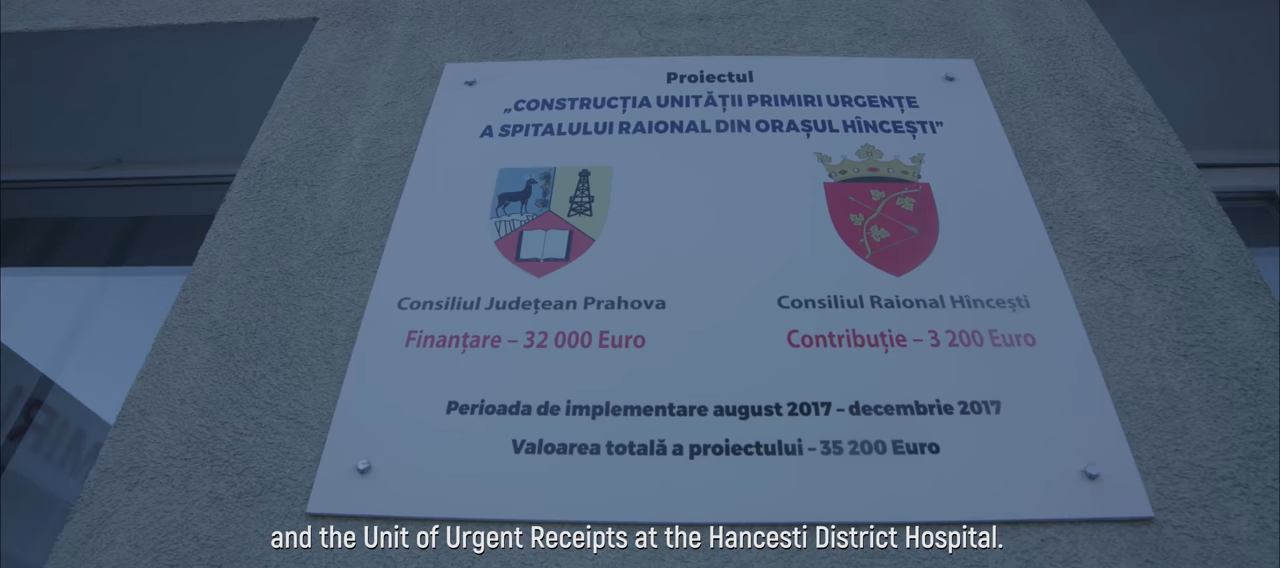 Proiectul
„CONSTRUCȚIA UNITĂȚII PRIMIRI URGENȚE
A SPITALULUI RAIONAL DIN ORAȘUL HÎNCEȘTI”
Consiliul Județean Prahova
Finanțare – 32 000 Euro
Consiliul Raional Hîncești
Contribuție – 3 200 Euro
Perioada de implementare august 2017 – decembrie 2017
Valoarea totală a proiectului – 35 200 Euro
and the Unit of Urgent Receipts at the Hancesti District Hospital.